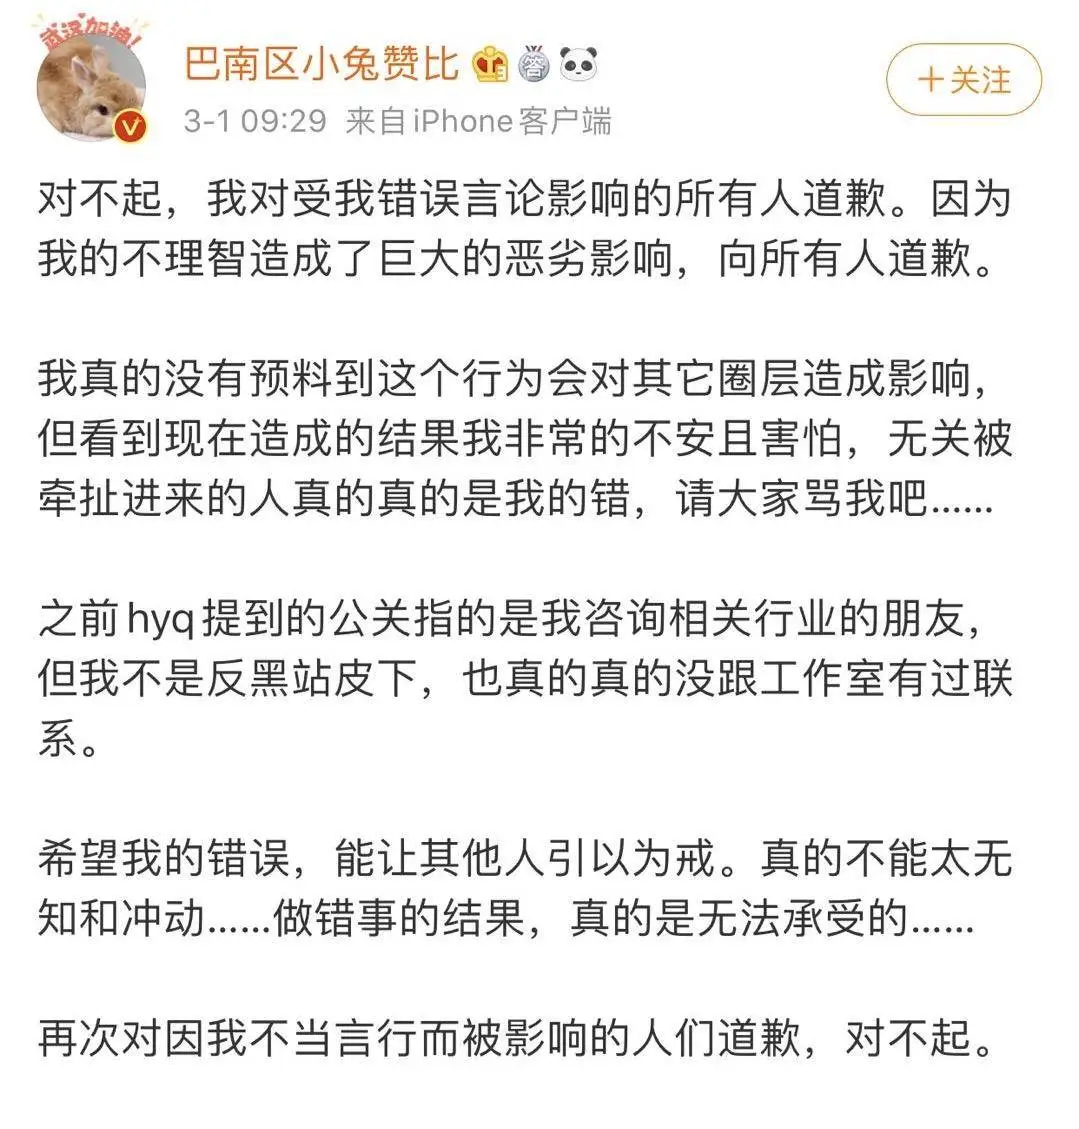 武汉加油!
巴南区小兔赞比
答
+关注
3-1 09:29 来自iPhone客户端
对不起，我对受我错误言论影响的所有人道歉。因为
我的不理智造成了巨大的恶劣影响，向所有人道歉。
我真的没有预料到这个行为会对其它圈层造成影响，
但看到现在造成的结果我非常的不安且害怕，无关被
牵扯进来的人真的真的是我的错，请大家骂我吧......
之前hyq提到的公关指的是我咨询相关行业的朋友，
但我不是反黑站皮下，也真的真的没跟工作室有过联
系。
希望我的错误，能让其他人引以为戒。真的不能太无
知和冲动......做错事的结果，真的是无法承受的......
再次对因我不当言行而被影响的人们道歉，对不起。